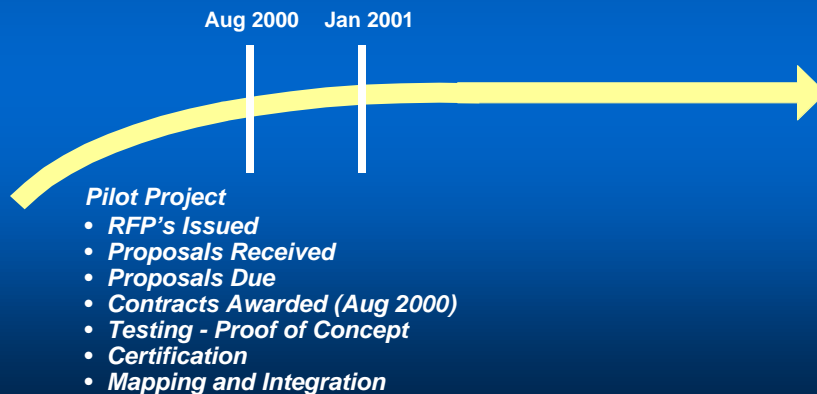 Aug 2000 Jan 2001
Pilot Project
• RFP's Issued
• Proposals Received
• Proposals Due
• Contracts Awarded (Aug 2000)
• Testing - Proof of Concept
• Certification
• Mapping and Integration